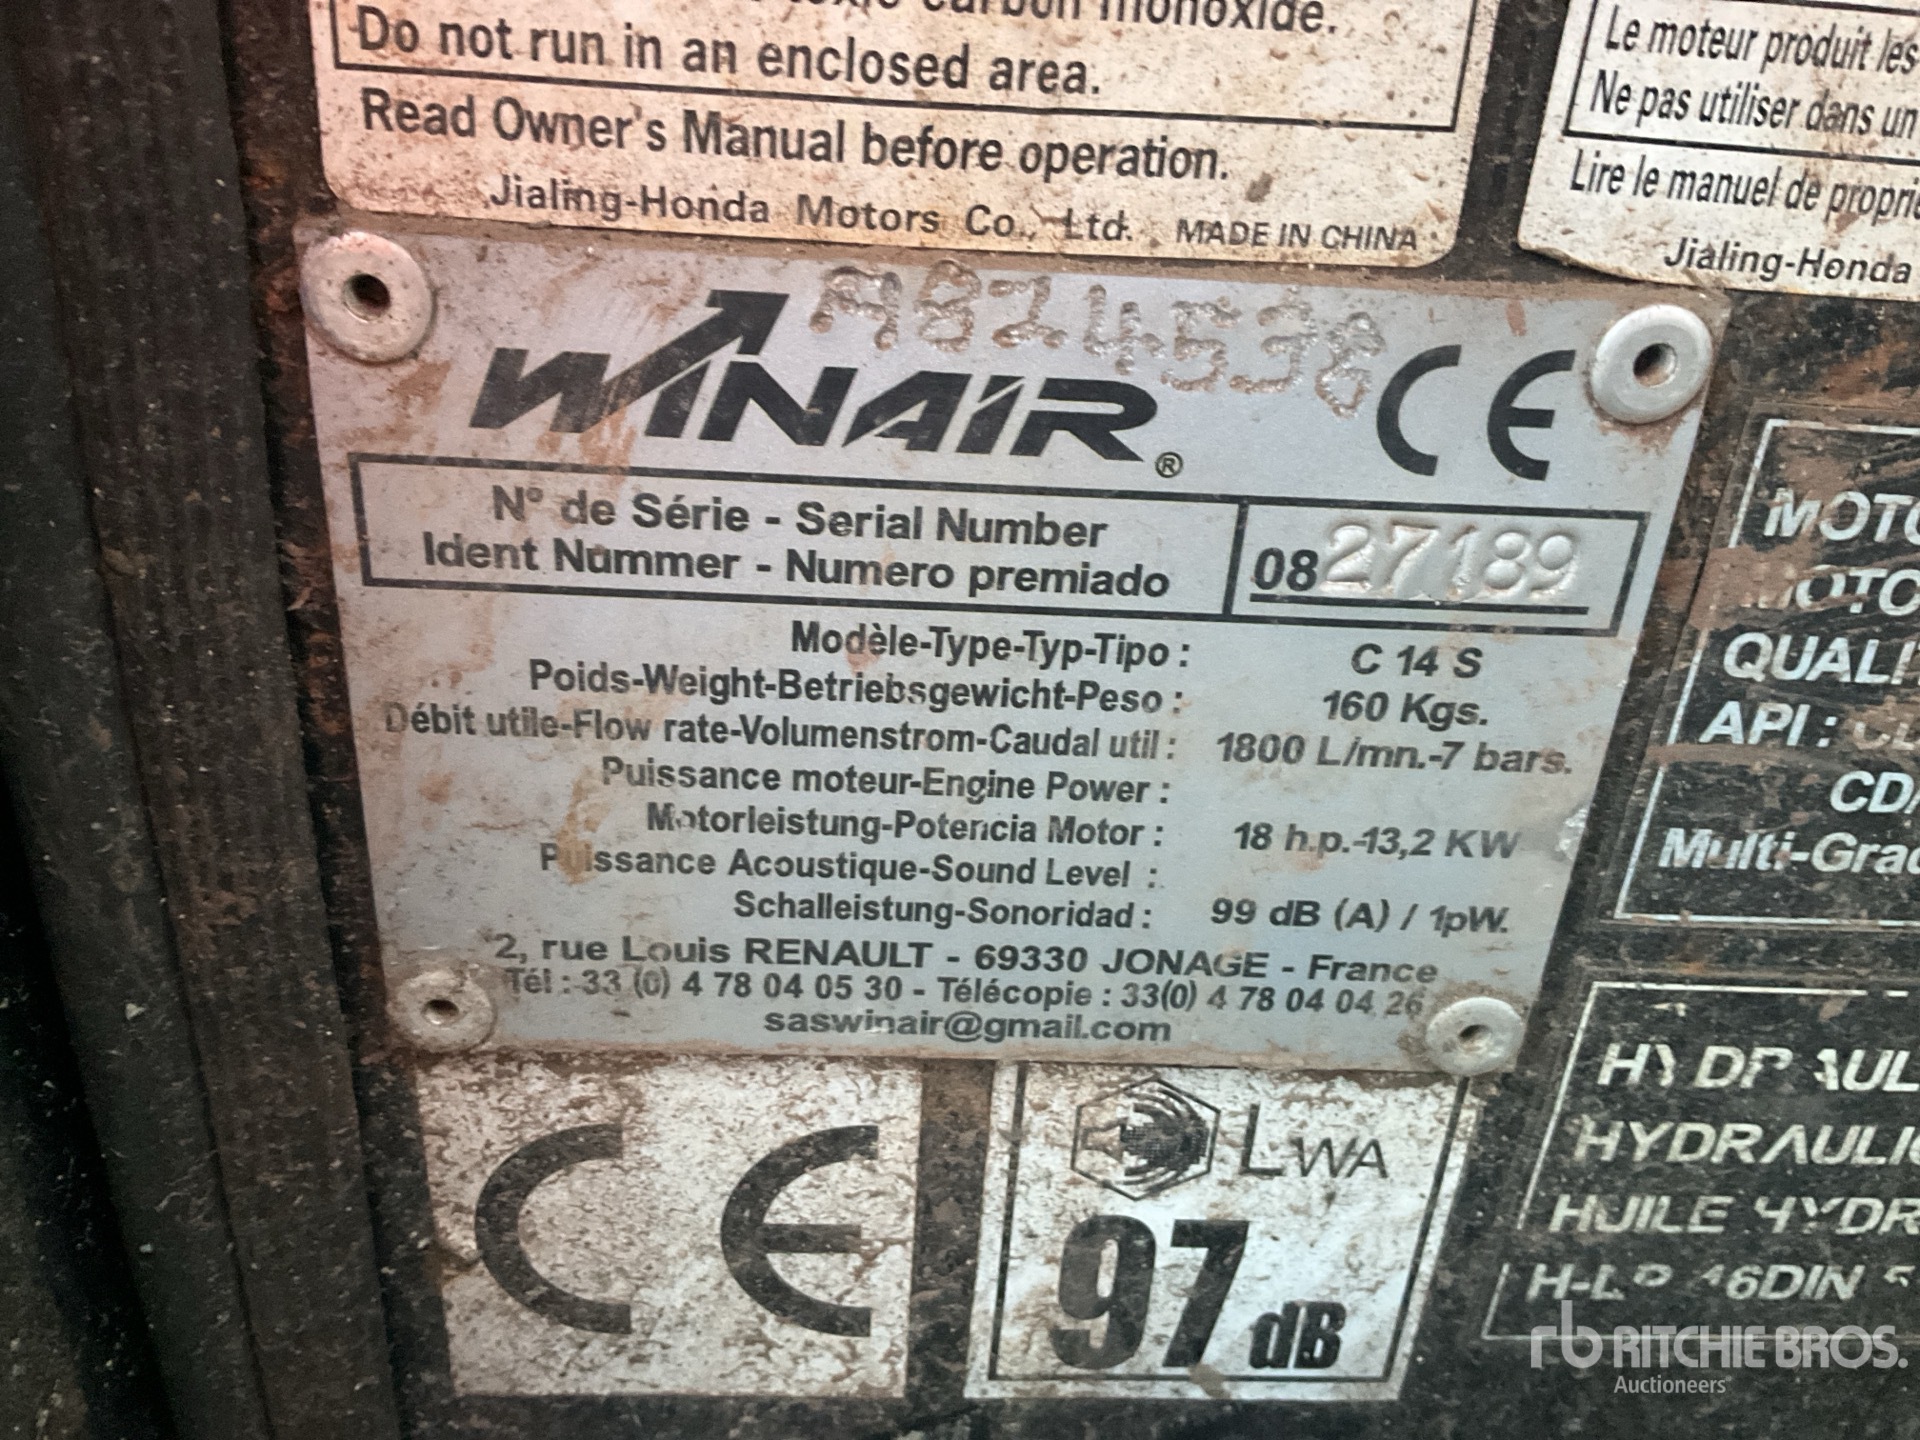 carbon monoxide.
Do not run in an enclosed area.
Read Owner's Manual before operation.
Jialing-Honda Motors Co., Ltd. MADE IN CHINA
Le moteur produit les
Ne pas utiliser dans un
Lire le manuel de
Jialing-Honda
WINAIR ® CE
N° de Série - Serial Number
Ident Nummer - Numero premiado
0827189
Modèle-Type-Typ-Tipo : C 14 S
Poids-Weight-Betriebsgewicht-Peso : 160 Kgs.
Débit utile-Flow rate-Volumenstrom-Caudal util : 1800 L/mn.-7 bars.
Puissance moteur-Engine Power :
Motorleistung-Potencia Motor : 18 h.p.-13,2 KW
Puissance Acoustique-Sound Level :
Schalleistung-Sonoridad : 99 dB (A) / 1pW.
2, rue Louis RENAULT - 69330 JONAGE - France
Tél : 33 (0) 4 78 04 05 30 - Télécopie : 33(0) 4 78 04 04 26
saswinair@gmail.com
CE
LWA
97 dB
API :
Multi-Grad
HUILE HYDR
rb RITCHIE BROS.
Auctioneers